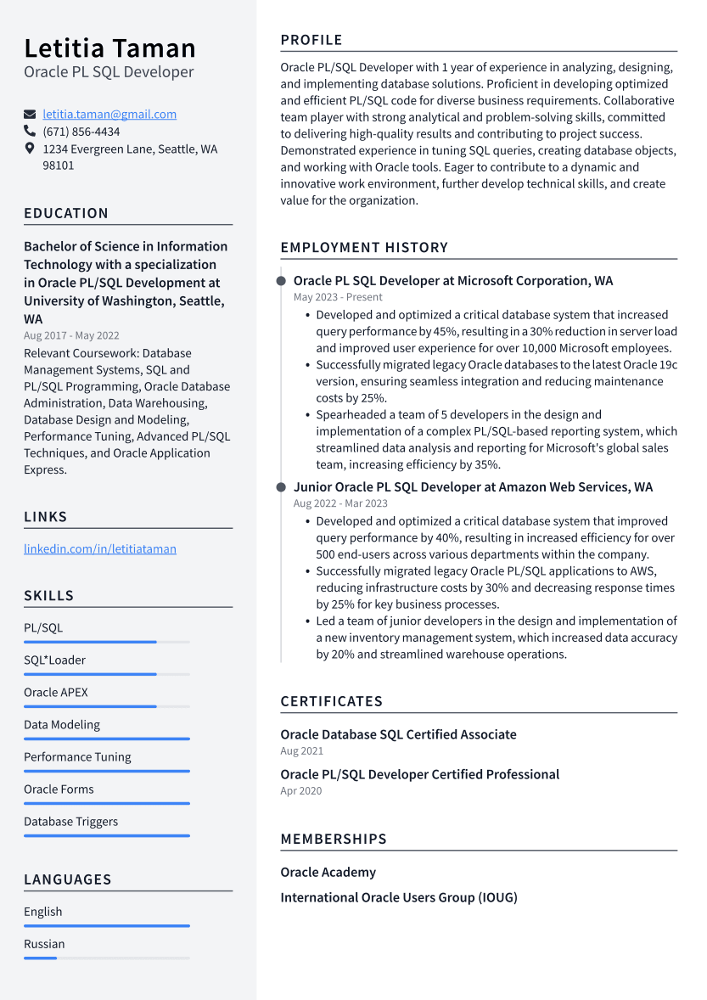 Letitia Taman
Oracle PL SQL Developer
letitia.taman@gmail.com
(671) 856-4434
1234 Evergreen Lane, Seattle, WA
98101
EDUCATION
Bachelor of Science in Information
Technology with a specialization
in Oracle PL/SQL Development at
University of Washington, Seattle,
WA
Aug 2017 - May 2022
Relevant Coursework: Database
Management Systems, SQL and
PL/SQL Programming, Oracle Database
Administration, Data Warehousing,
Database Design and Modeling,
Performance Tuning, Advanced PL/SQL
Techniques, and Oracle Application
Express.
LINKS
linkedin.com/in/letitiataman
SKILLS
PL/SQL
SQL*Loader
Oracle APEX
Data Modeling
Performance Tuning
Oracle Forms
Database Triggers
LANGUAGES
English
Russian
PROFILE
Oracle PL/SQL Developer with 1 year of experience in analyzing, designing,
and implementing database solutions. Proficient in developing optimized
and efficient PL/SQL code for diverse business requirements. Collaborative
team player with strong analytical and problem-solving skills, committed
to delivering high-quality results and contributing to project success.
Demonstrated experience in tuning SQL queries, creating database objects,
and working with Oracle tools. Eager to contribute to a dynamic and
innovative work environment, further develop technical skills, and create
value for the organization.
EMPLOYMENT HISTORY
Oracle PL SQL Developer at Microsoft Corporation, WA
May 2023 - Present
• Developed and optimized a critical database system that increased
query performance by 45%, resulting in a 30% reduction in server load
and improved user experience for over 10,000 Microsoft employees.
• Successfully migrated legacy Oracle databases to the latest Oracle 19c
version, ensuring seamless integration and reducing maintenance
costs by 25%.
• Spearheaded a team of 5 developers in the design and
implementation of a complex PL/SQL-based reporting system, which
streamlined data analysis and reporting for Microsoft's global sales
team, increasing efficiency by 35%.
Junior Oracle PL SQL Developer at Amazon Web Services, WA
Aug 2022 - Mar 2023
• Developed and optimized a critical database system that improved
query performance by 40%, resulting in increased efficiency for over
500 end-users across various departments within the company.
• Successfully migrated legacy Oracle PL/SQL applications to AWS,
reducing infrastructure costs by 30% and decreasing response times
by 25% for key business processes.
• Led a team of junior developers in the design and implementation of
a new inventory management system, which increased data accuracy
by 20% and streamlined warehouse operations.
CERTIFICATES
Oracle Database SQL Certified Associate
Aug 2021
Oracle PL/SQL Developer Certified Professional
Apr 2020
MEMBERSHIPS
Oracle Academy
International Oracle Users Group (IOUG)